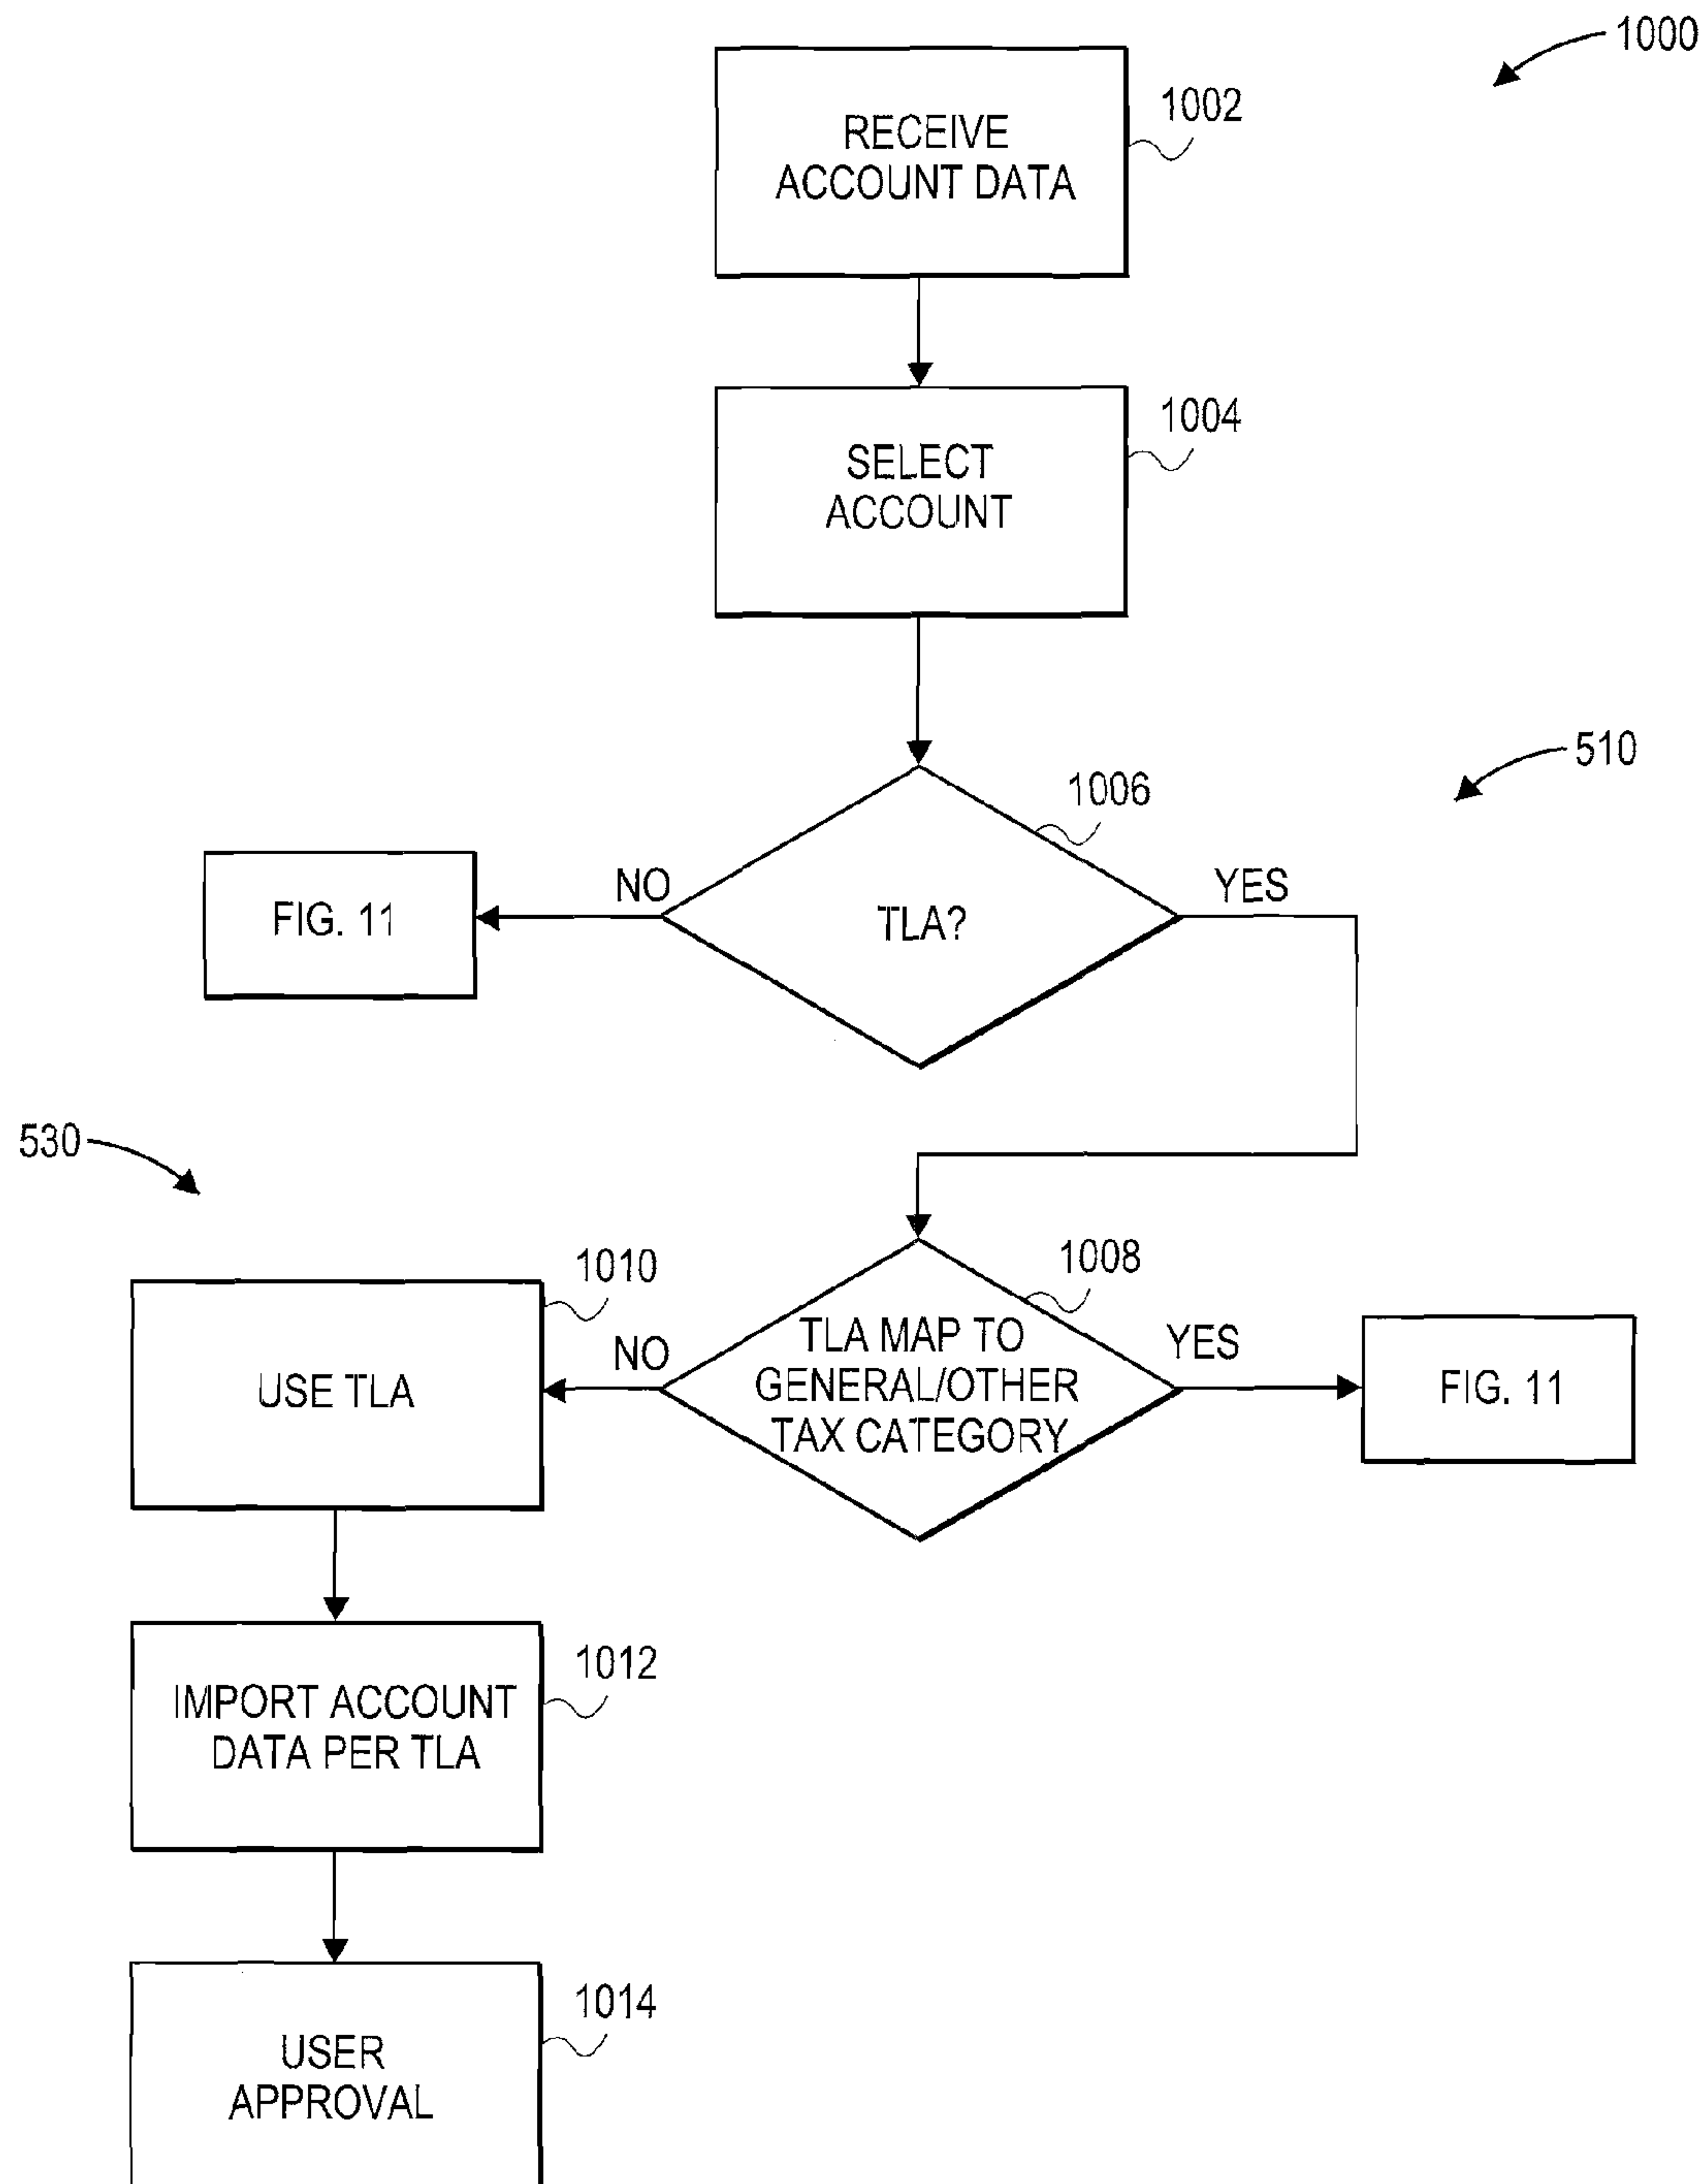 1000
RECEIVE
ACCOUNT DATA
1002
SELECT
ACCOUNT
1004
510
1006
NO
YES
FIG. 11
TLA?
530
1010
1008
USE TLA
NO
TLA MAP TO
GENERAL/OTHER
TAX CATEGORY
YES
FIG. 11
IMPORT ACCOUNT
DATA PER TLA
1012
USER
APPROVAL
1014